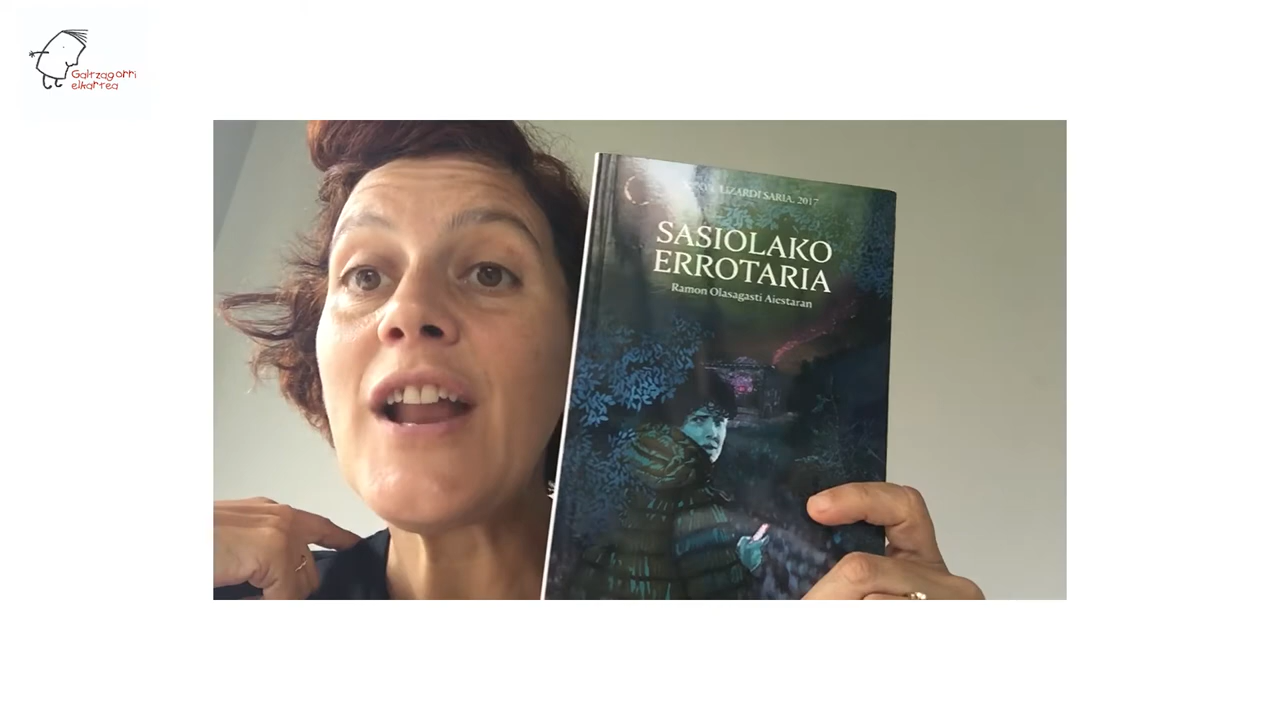 Galtzagorri
elkartea
LIZARDI SARIA. 2017
SASIOLAKO
ERROTARIA
Ramon Olasagasti Aiestaran